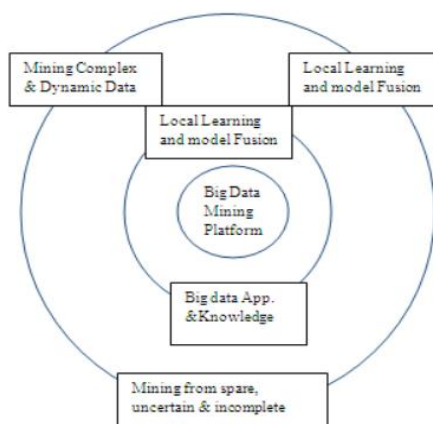 Mining Complex
& Dynamic Data
Local Learning
and model Fusion
Local Learning
and model Fusion
Big Data
Mining
Platform
Big data App.
&Knowledge
Mining from spare,
uncertain & incomplete